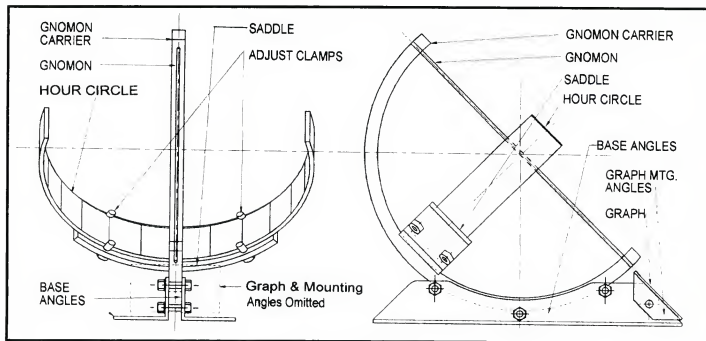 GNOMON
CARRIER
GNOMON
HOUR CIRCLE
SADDLE
ADJUST CLAMPS
BASE
ANGLES
Graph & Mounting
Angles Omitted
GNOMON CARRIER
GNOMON
SADDLE
HOUR CIRCLE
BASE ANGLES
GRAPH MTG.
ANGLES
GRAPH